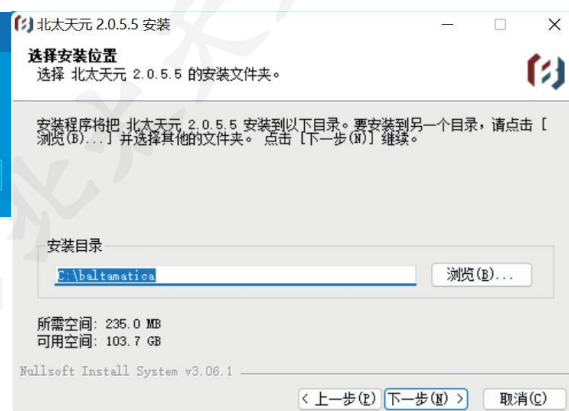 北太天元 2.0.5.5 安装
选择安装位置
选择 北太天元 2.0.5.5 的安装文件夹。
安装程序将把 北太天元 2.0.5.5 安装到以下目录。要安装到另一个目录，请点击 [
浏览(B)...] 并选择其他的文件夹。 点击 [下一步(N)] 继续。
安装目录
C:\baltamatica
浏览(B)...
所需空间: 235.0 MB
可用空间: 103.7 GB
Nullsoft Install System v3.06.1
< 上一步(P)
下一步(N) >
取消(C)